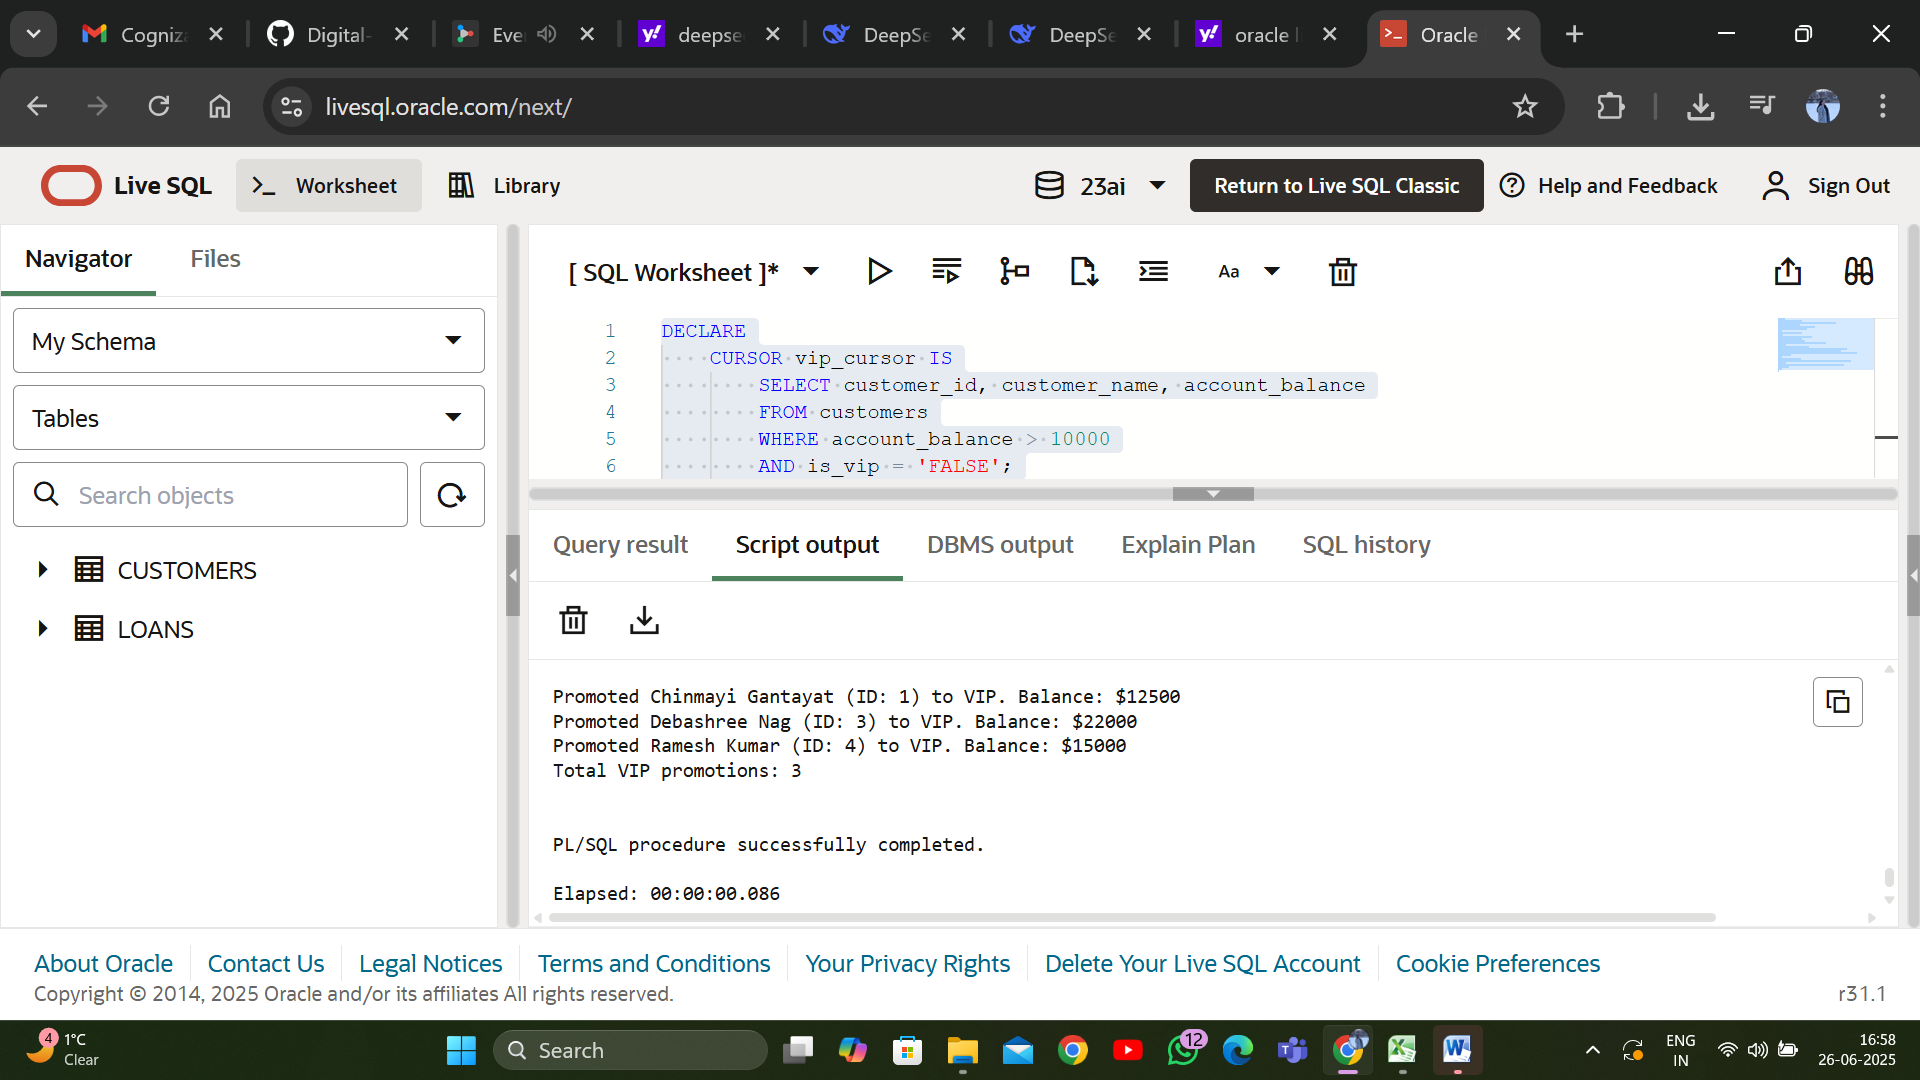 Cogniza
Digital-
Eve
deepse
DeepSe
DeepSe
oracle l
Oracle
livesql.oracle.com/next/
Live SQL
Worksheet
Library
23ai
Return to Live SQL Classic
Help and Feedback
Sign Out
Navigator
Files
[ SQL Worksheet ]*
Aa
My Schema
Tables
Search objects
CUSTOMERS
LOANS
1 DECLARE
2 CURSOR vip_cursor IS
3 SELECT customer_id, customer_name, account_balance
4 FROM customers
5 WHERE account_balance > 10000
6 AND is_vip = 'FALSE';
Query result
Script output
DBMS output
Explain Plan
SQL history
Promoted Chinmayi Gantayat (ID: 1) to VIP. Balance: $12500
Promoted Debashree Nag (ID: 3) to VIP. Balance: $22000
Promoted Ramesh Kumar (ID: 4) to VIP. Balance: $15000
Total VIP promotions: 3
PL/SQL procedure successfully completed.
Elapsed: 00:00:00.086
About Oracle
Contact Us
Legal Notices
Terms and Conditions
Your Privacy Rights
Delete Your Live SQL Account
Cookie Preferences
Copyright © 2014, 2025 Oracle and/or its affiliates All rights reserved.
r31.1
4
1°C
Clear
Search
12
ENG
IN
16:58
26-06-2025